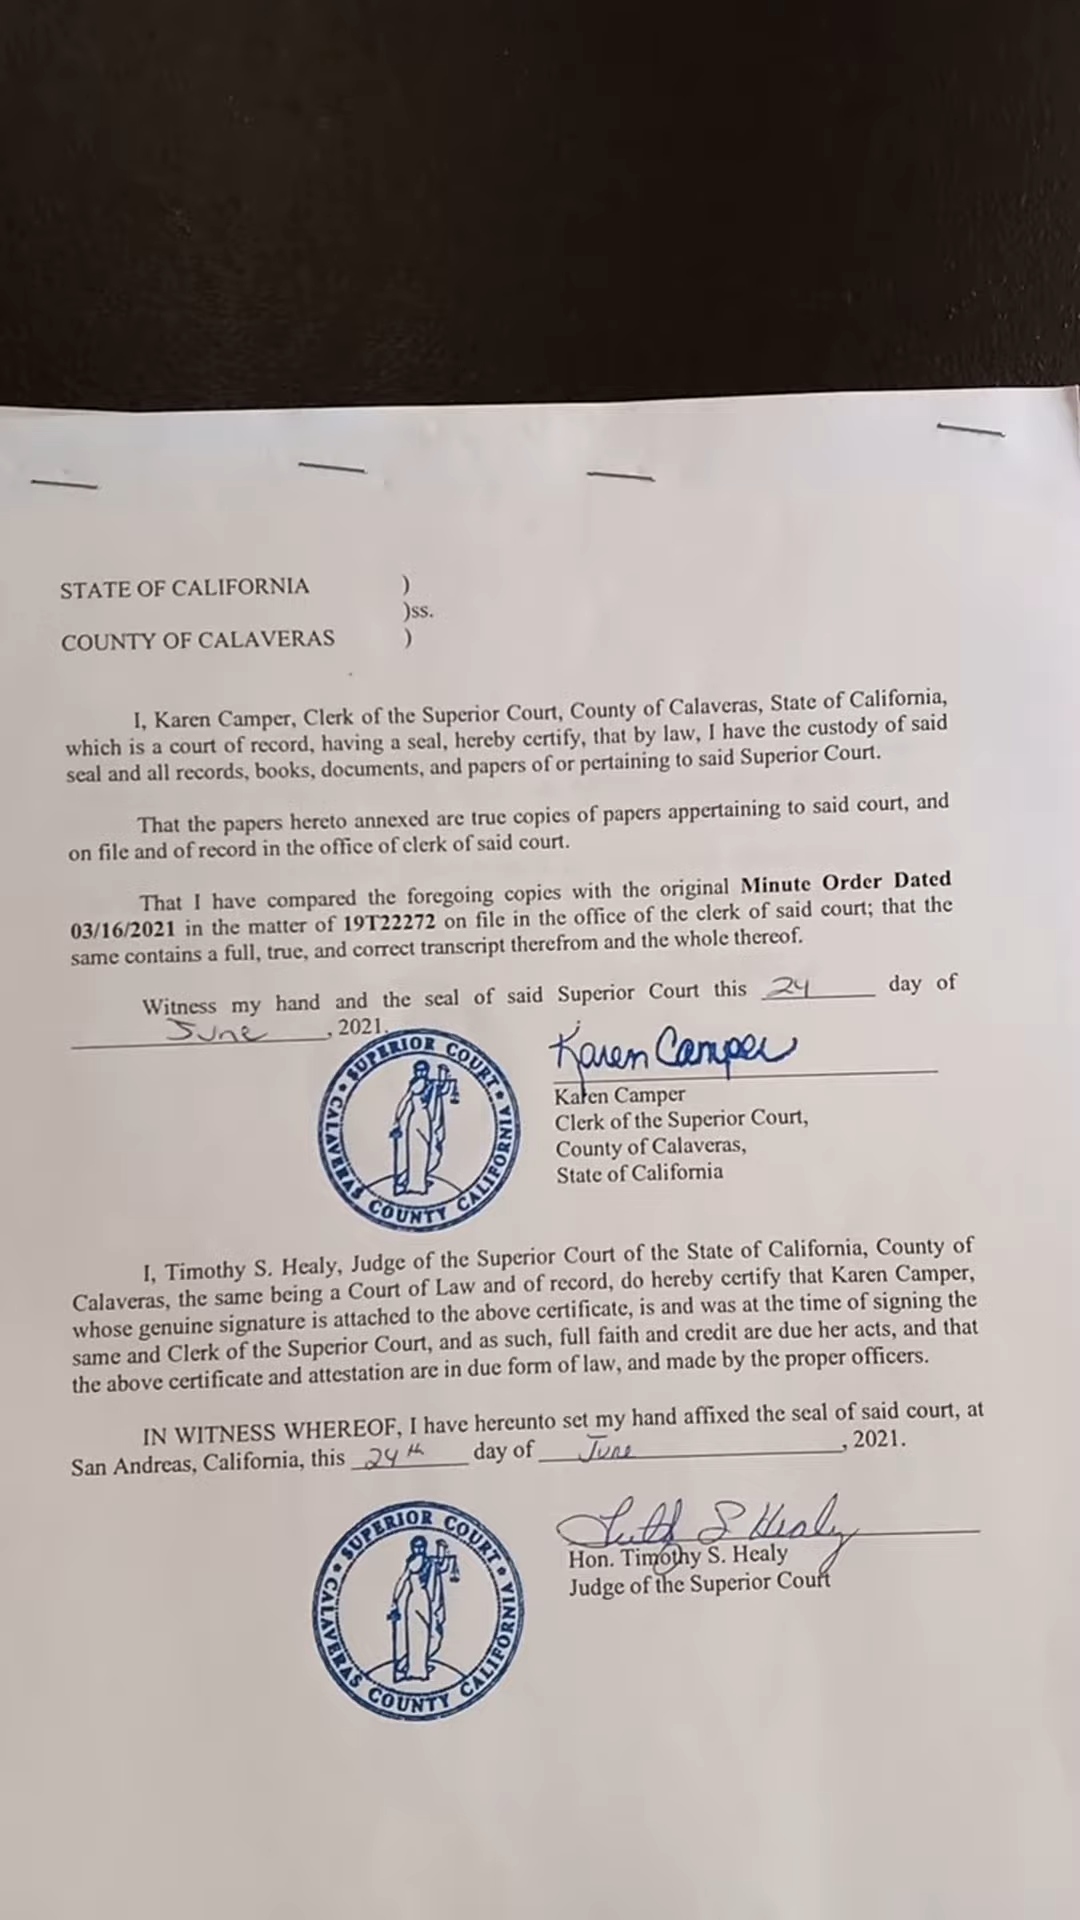 STATE OF CALIFORNIA )
)ss.
COUNTY OF CALAVERAS )
I, Karen Camper, Clerk of the Superior Court, County of Calaveras, State of California,
which is a court of record, having a seal, hereby certify, that by law, I have the custody of said
seal and all records, books, documents, and papers of or pertaining to said Superior Court.
That the papers hereto annexed are true copies of papers appertaining to said court, and
on file and of record in the office of clerk of said court.
That I have compared the foregoing copies with the original Minute Order Dated
03/16/2021 in the matter of 19T22272 on file in the office of the clerk of said court; that the
same contains a full, true, and correct transcript therefrom and the whole thereof.
Witness my hand and the seal of said Superior Court this 24 day of
June, 2021.
SUPERIOR COURT
CALAVERAS COUNTY CALIFORNIA
Karen Camper
Karen Camper
Clerk of the Superior Court,
County of Calaveras,
State of California
I, Timothy S. Healy, Judge of the Superior Court of the State of California, County of
Calaveras, the same being a Court of Law and of record, do hereby certify that Karen Camper,
whose genuine signature is attached to the above certificate, is and was at the time of signing the
same and Clerk of the Superior Court, and as such, full faith and credit are due her acts, and that
the above certificate and attestation are in due form of law, and made by the proper officers.
IN WITNESS WHEREOF, I have hereunto set my hand affixed the seal of said court, at
San Andreas, California, this 24th day of June, 2021.
SUPERIOR COURT
CALAVERAS COUNTY CALIFORNIA
S Healy
Hon. Timothy S. Healy
Judge of the Superior Court